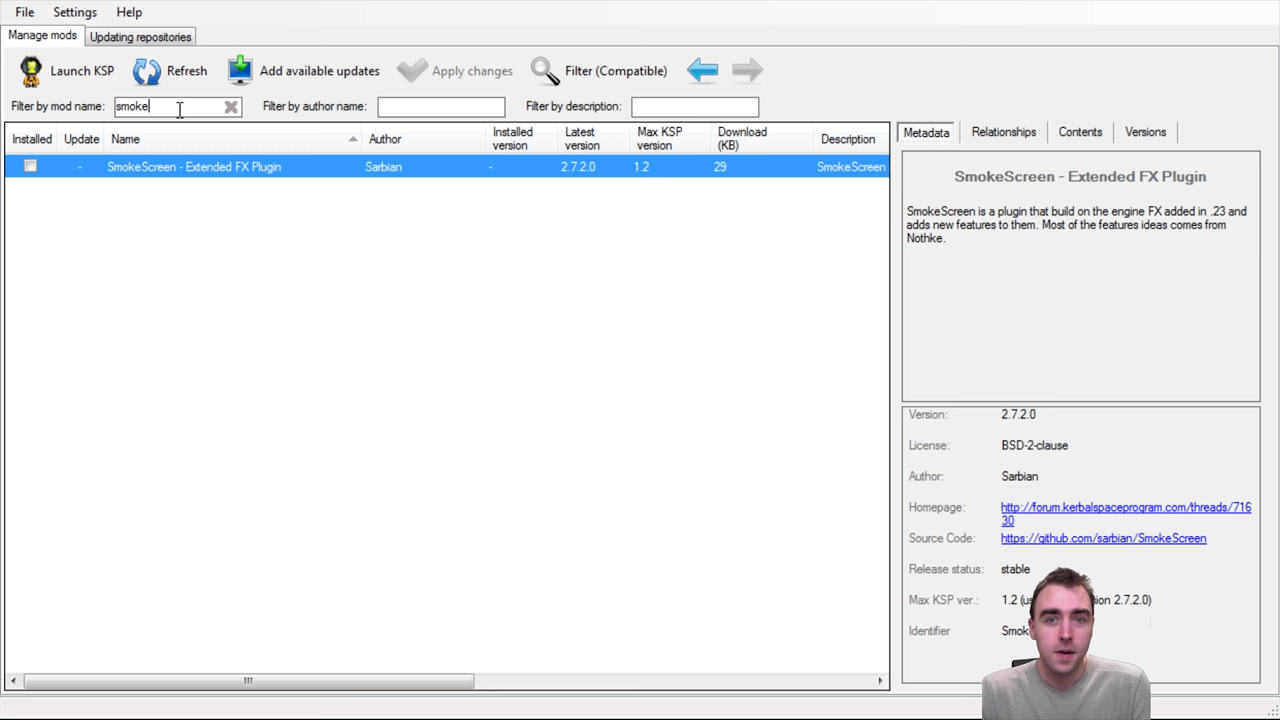 File Settings Help
Manage mods Updating repositories
Launch KSP Refresh Add available updates Apply changes Filter (Compatible)
Filter by mod name: smoke Filter by author name: Filter by description:
Installed Update Name Author Installed version Latest version Max KSP version Download (KB) Description
- SmokeScreen - Extended FX Plugin Sarbian - 2.7.2.0 1.2 29 SmokeScreen
Metadata Relationships Contents Versions
SmokeScreen - Extended FX Plugin
SmokeScreen is a plugin that build on the engine FX added in .23 and
adds new features to them. Most of the features ideas comes from
Nothke.
Version: 2.7.2.0
License: BSD-2-clause
Author: Sarbian
Homepage: http://forum.kerbalspaceprogram.com/threads/716
30
Source Code: https://github.com/sarbian/SmokeScreen
Release status: stable
Max KSP ver.: 1.2 (u ion 2.7.2.0)
Identifier Smok